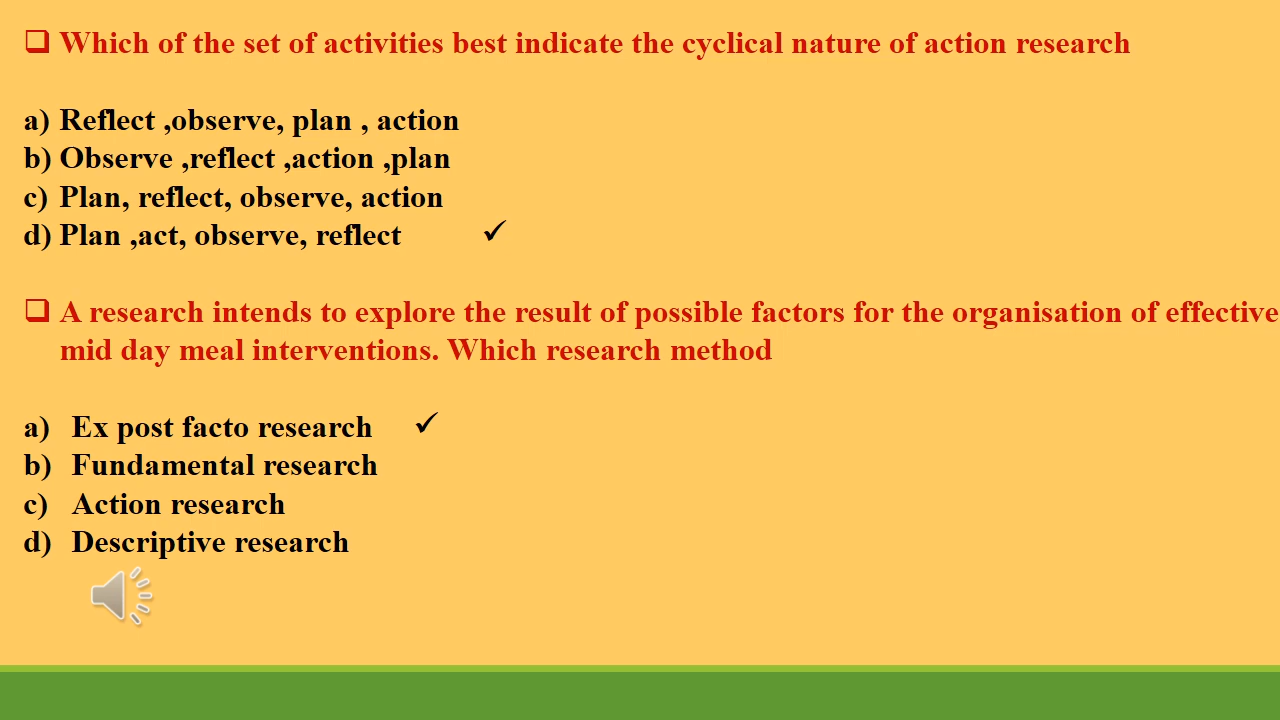 ❑ Which of the set of activities best indicate the cyclical nature of action research
a) Reflect ,observe, plan , action
b) Observe ,reflect ,action ,plan
c) Plan, reflect, observe, action
d) Plan ,act, observe, reflect ✓
❑ A research intends to explore the result of possible factors for the organisation of effective
mid day meal interventions. Which research method
a) Ex post facto research ✓
b) Fundamental research
c) Action research
d) Descriptive research